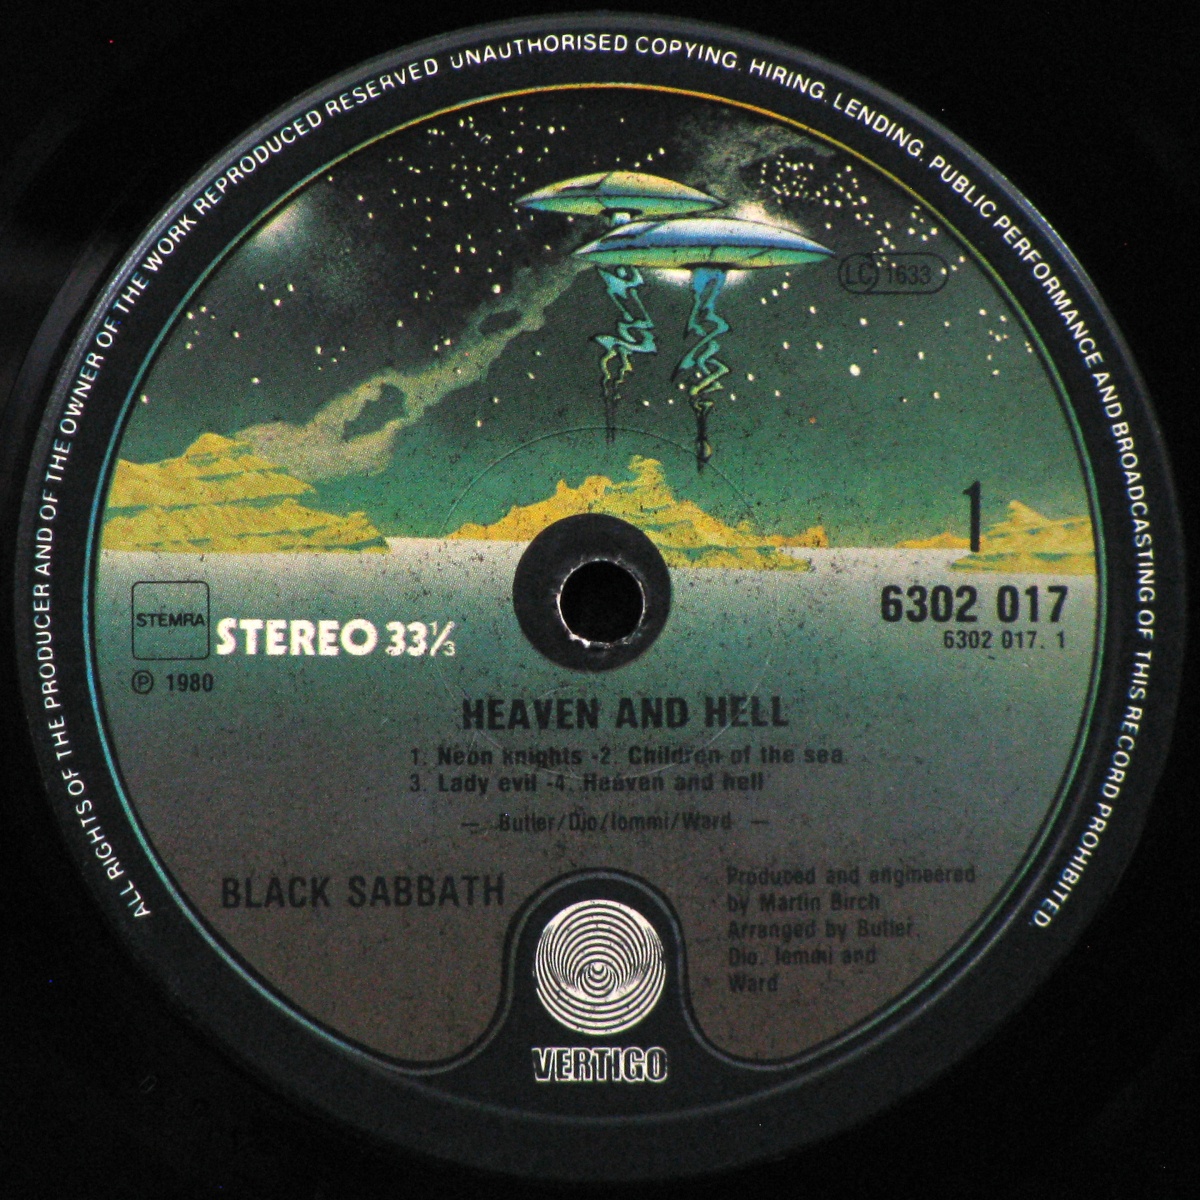 ALL RIGHTS OF THE PRODUCER AND OF THE OWNER OF THE WORK REPRODUCED RESERVED UNAUTHORISED COPYING. HIRING. LENDING. PUBLIC PERFORMANCE AND BROADCASTING OF THIS RECORD PROHIBITED.
LC 1633
1
STEMRA
STEREO 33⅓
6302 017
6302 017. 1
℗ 1980
HEAVEN AND HELL
1. Neon knights -2. Children of the sea
3. Lady evil -4. Heaven and hell
— Butler/Dio/Iommi/Ward —
BLACK SABBATH
Produced and engineered
by Martin Birch
Arranged by Butler,
Dio, Iommi and
Ward
VERTIGO